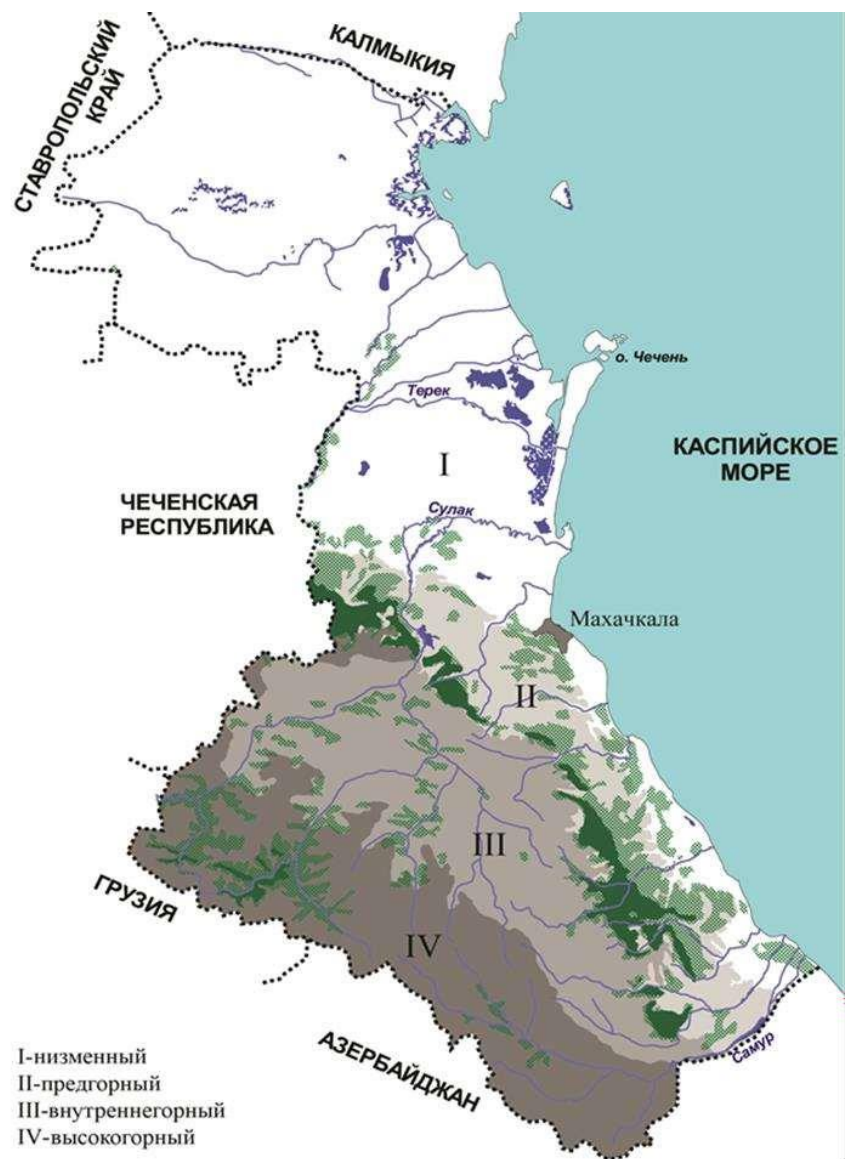 КАЛМЫКИЯ
СТАВРОПОЛЬСКИЙ
КРАЙ
о. Чечень
Терек
КАСПИЙСКОЕ
МОРЕ
I
ЧЕЧЕНСКАЯ
РЕСПУБЛИКА
Сулак
Махачкала
II
III
ГРУЗИЯ
IV
АЗЕРБАЙДЖАН
Самур
I-низменный
II-предгорный
III-внутреннегорный
IV-высокогорный